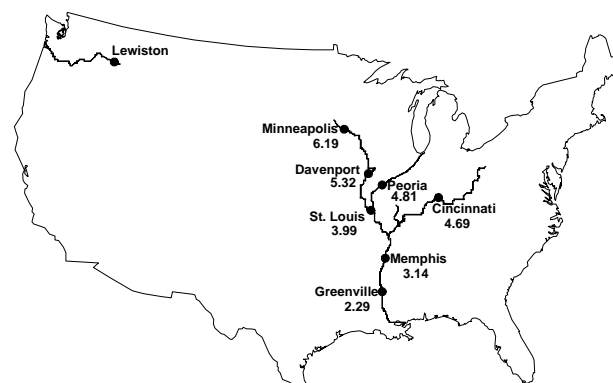 Lewiston
Minneapolis
6.19
Davenport
5.32
Peoria
4.81
Cincinnati
4.69
St. Louis
3.99
Memphis
3.14
Greenville
2.29